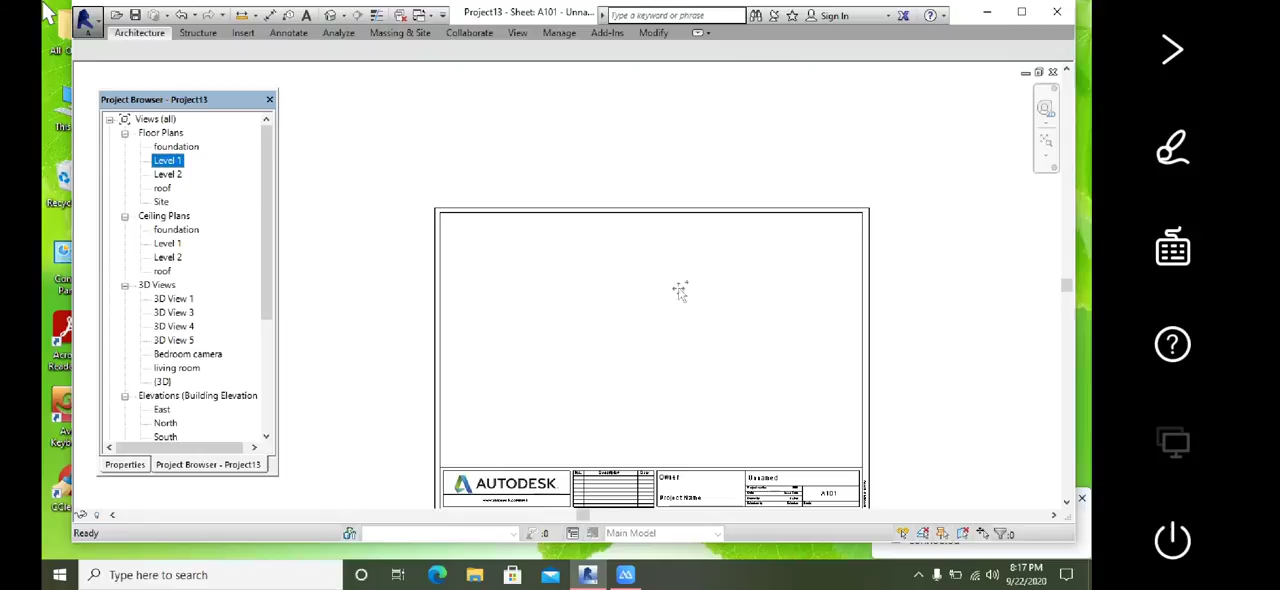 Project13 - Sheet: A101 - Unna...
Type a keyword or phrase
Sign In
Architecture
Structure
Insert
Annotate
Analyze
Massing & Site
Collaborate
View
Manage
Add-Ins
Modify
Project Browser - Project13
Views (all)
Floor Plans
foundation
Level 1
Level 2
roof
Site
Ceiling Plans
foundation
Level 1
Level 2
roof
3D Views
3D View 1
3D View 3
3D View 4
3D View 5
Bedroom camera
living room
(3D)
Elevations (Building Elevation
East
North
South
Properties
Project Browser - Project13
AUTODESK
Owner
Project Name
Unnamed
A101
Ready
:0
Main Model
:0
Type here to search
8:17 PM
9/22/2020